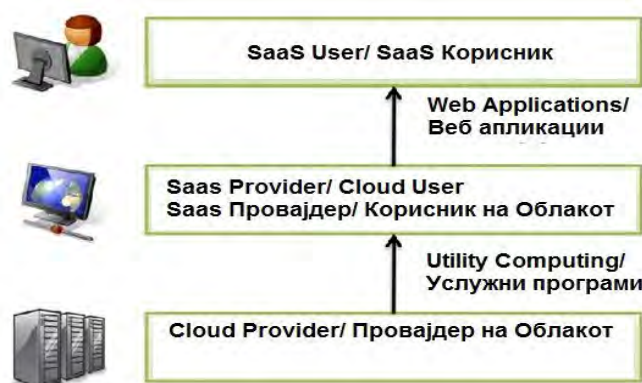 SaaS User/ SaaS Корисник
Web Applications/
Веб апликации
Saas Provider/ Cloud User
Saas Провајдер/ Корисник на Облакот
Utility Computing/
Услужни програми
Cloud Provider/ Провајдер на Облакот